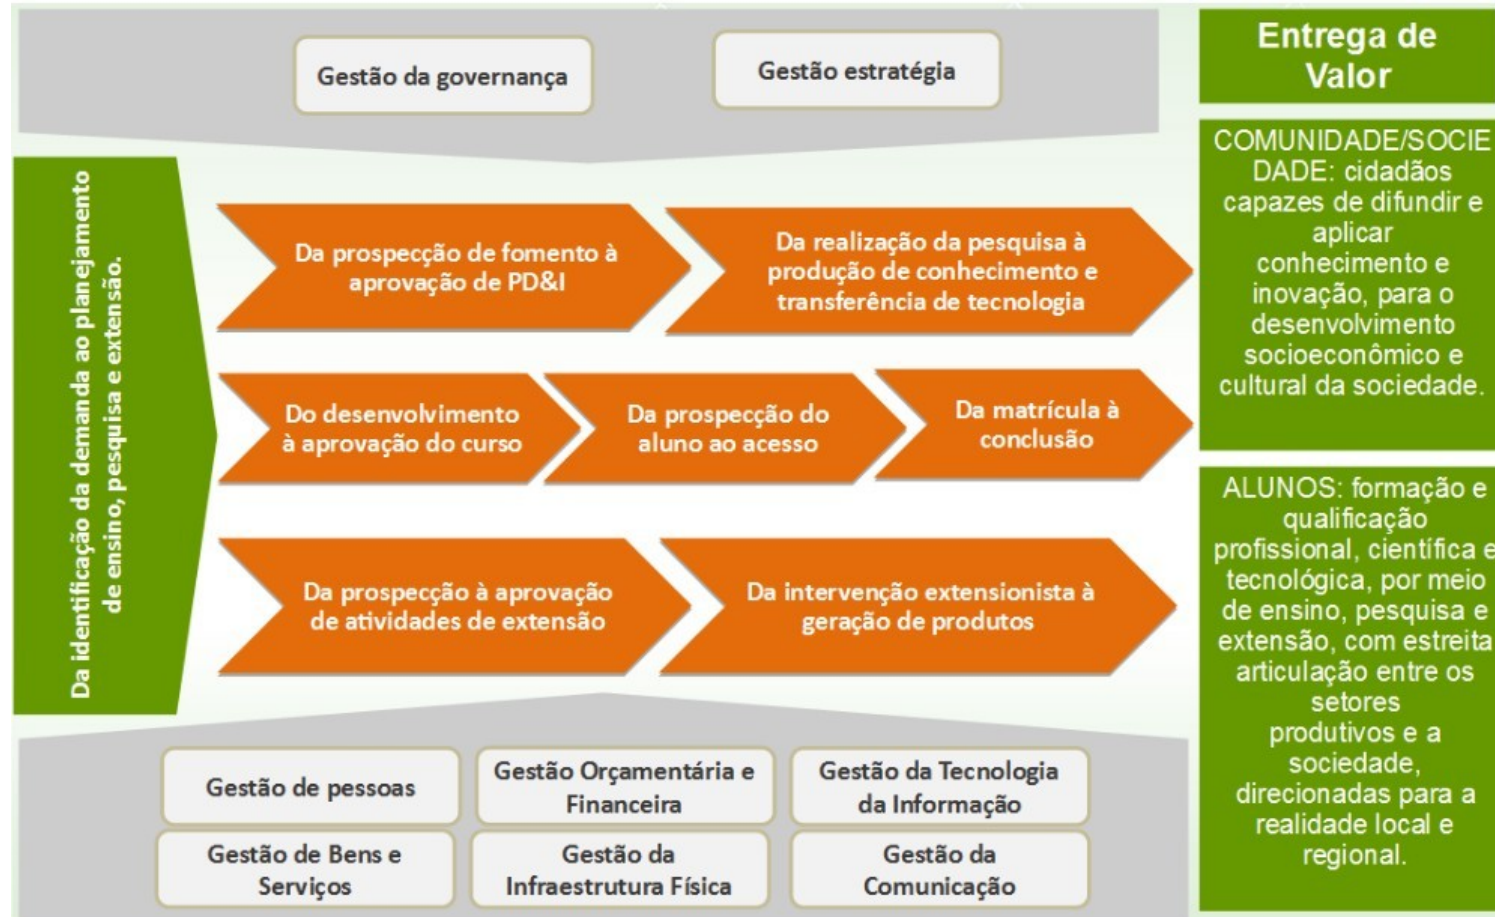 Gestão da governança
Gestão estratégia
Entrega de
Valor
COMUNIDADE/SOCIE
DADE: cidadãos
capazes de difundir e
aplicar
conhecimento e
inovação, para o
desenvolvimento
socioeconômico e
cultural da sociedade.
Da identificação da demanda ao planejamento
de ensino, pesquisa e extensão.
Da prospecção de fomento à
aprovação de PD&I
Da realização da pesquisa à
produção de conhecimento e
transferência de tecnologia
Do desenvolvimento
à aprovação do curso
Da prospecção do
aluno ao acesso
Da matrícula à
conclusão
Da prospecção à aprovação
de atividades de extensão
Da intervenção extensionista à
geração de produtos
ALUNOS: formação e
qualificação
profissional, científica e
tecnológica, por meio
de ensino, pesquisa e
extensão, com estreita
articulação entre os
setores
produtivos e a
sociedade,
direcionadas para a
realidade local e
regional.
Gestão de pessoas
Gestão Orçamentária e
Financeira
Gestão da Tecnologia
da Informação
Gestão de Bens e
Serviços
Gestão da
Infraestrutura Física
Gestão da
Comunicação